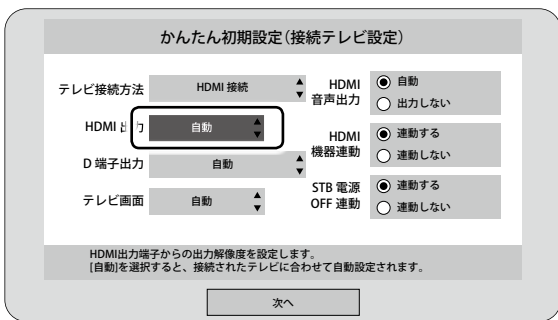 かんたん初期設定(接続テレビ設定)
テレビ接続方法 HDMI 接続
HDMI 出力 自動
D 端子出力 自動
テレビ画面 自動
HDMI 音声出力
自動
出力しない
HDMI 機器連動
連動する
連動しない
STB 電源 OFF 連動
連動する
連動しない
HDMI出力端子からの出力解像度を設定します。
[自動]を選択すると、接続されたテレビに合わせて自動設定されます。
次へ